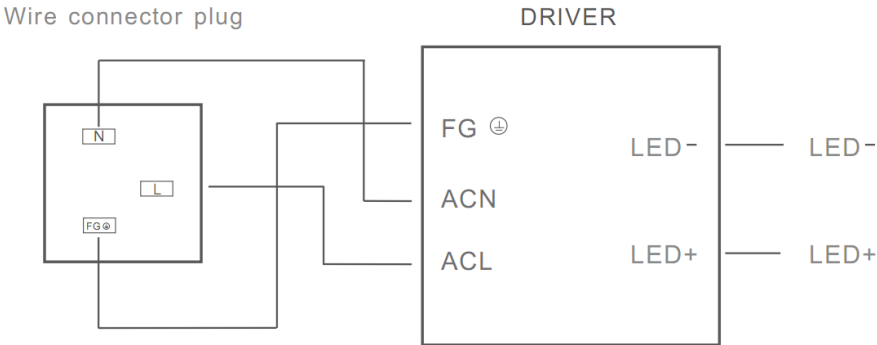 Wire connector plug
DRIVER
N
L
FG ⏚
FG ⏚
ACN
ACL
LED-
LED+
LED-
LED+